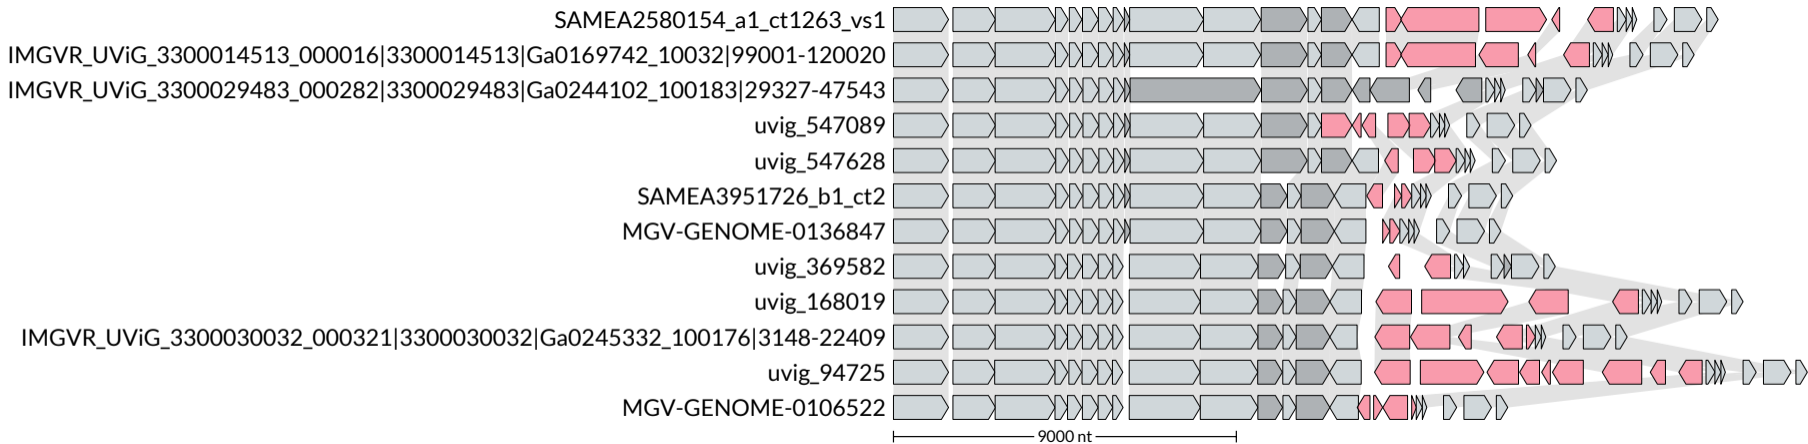 SAMEA2580154_a1_ct1263_vs1
IMGVR_UViG_3300014513_000016|3300014513|Ga0169742_10032|99001-120020
IMGVR_UViG_3300029483_000282|3300029483|Ga0244102_100183|29327-47543
uvig_547089
uvig_547628
SAMEA3951726_b1_ct2
MGV-GENOME-0136847
uvig_369582
uvig_168019
IMGVR_UViG_3300030032_000321|3300030032|Ga0245332_100176|3148-22409
uvig_94725
MGV-GENOME-0106522
9000 nt